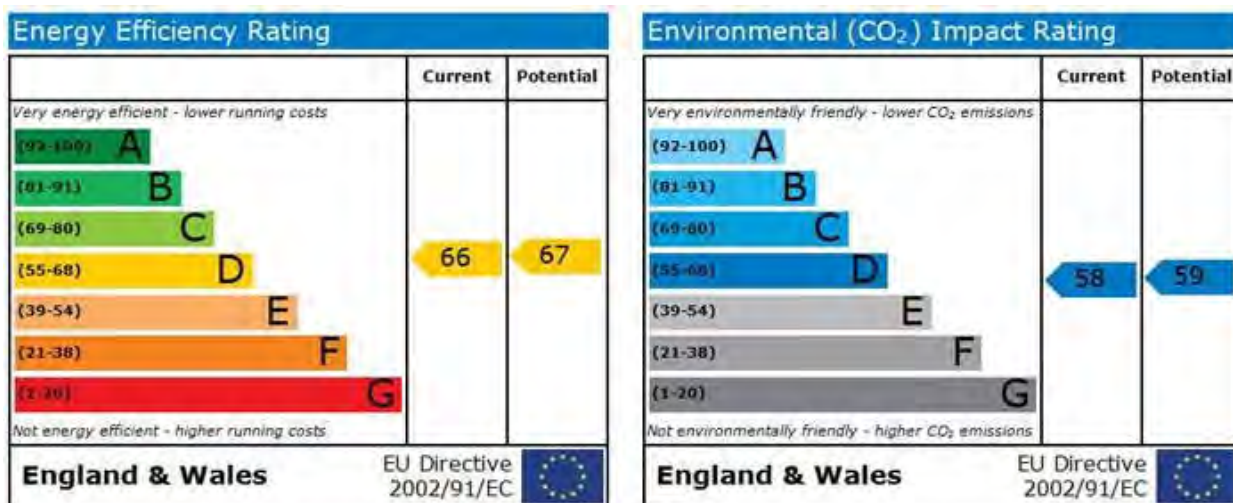 Energy Efficiency Rating
Current Potential
Very energy efficient - lower running costs
(92-100) A
(81-91) B
(69-80) C
(55-68) D
66 67
(39-54) E
(21-38) F
(1-20) G
Not energy efficient - higher running costs
England & Wales
EU Directive
2002/91/EC
Environmental (CO₂) Impact Rating
Current Potential
Very environmentally friendly - lower CO₂ emissions
(92-100) A
(81-91) B
(69-80) C
(55-68) D
58 59
(39-54) E
(21-38) F
(1-20) G
Not environmentally friendly - higher CO₂ emissions
England & Wales
EU Directive
2002/91/EC